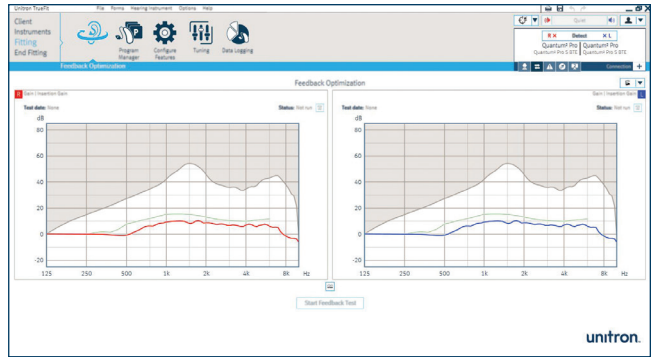 Unitron TrueFit
File Forms Hearing Instrument Options Help
Client
Instruments
Fitting
End Fitting
Program Manager
Configure Features
Tuning
Data Logging
Quiet
R Detect L
Quantum² Pro Quantum² Pro
Quantum² Pro S BTE Quantum² Pro S BTE
Feedback Optimization
Connection +
Feedback Optimization
R Gain | Insertion Gain
Gain | Insertion Gain L
Test date: None Status: Not run
Test date: None Status: Not run
dB
80
60
40
20
0
-20
125 250 500 1k 2k 4k 8k Hz
dB
80
60
40
20
0
-20
125 250 500 1k 2k 4k 8k Hz
Start Feedback Test
unitron.